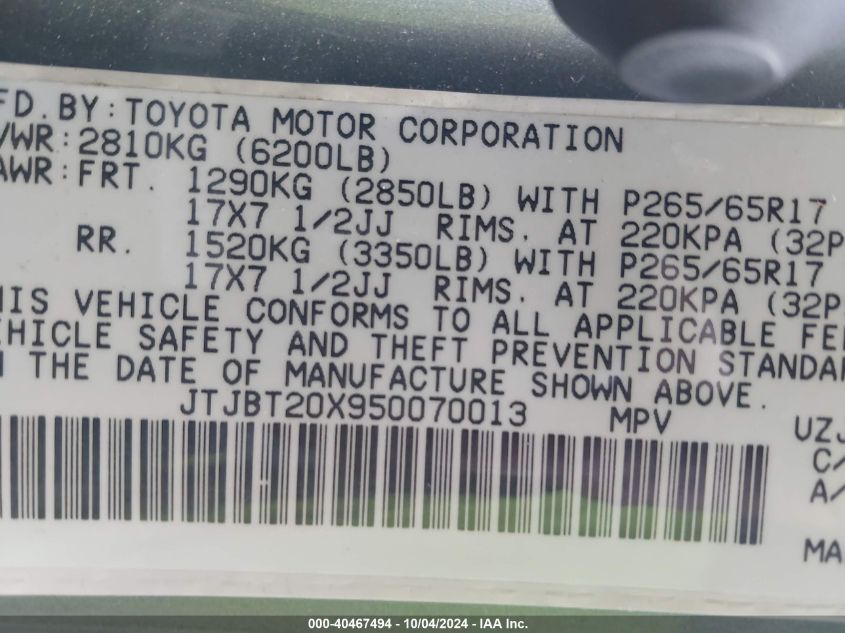 FD. BY: TOYOTA MOTOR CORPORATION
VWR: 2810KG (6200LB)
AWR: FRT. 1290KG (2850LB) WITH P265/65R17
17X7 1/2JJ RIMS. AT 220KPA (32P
RR. 1520KG (3350LB) WITH P265/65R17
17X7 1/2JJ RIMS. AT 220KPA (32P
HIS VEHICLE CONFORMS TO ALL APPLICABLE FE
EHICLE SAFETY AND THEFT PREVENTION STANDA
N THE DATE OF MANUFACTURE SHOWN ABOVE.
JTJBT20X950070013 MPV UZJ
C/
A/
MA
000-40467494 - 10/04/2024 - IAA Inc.